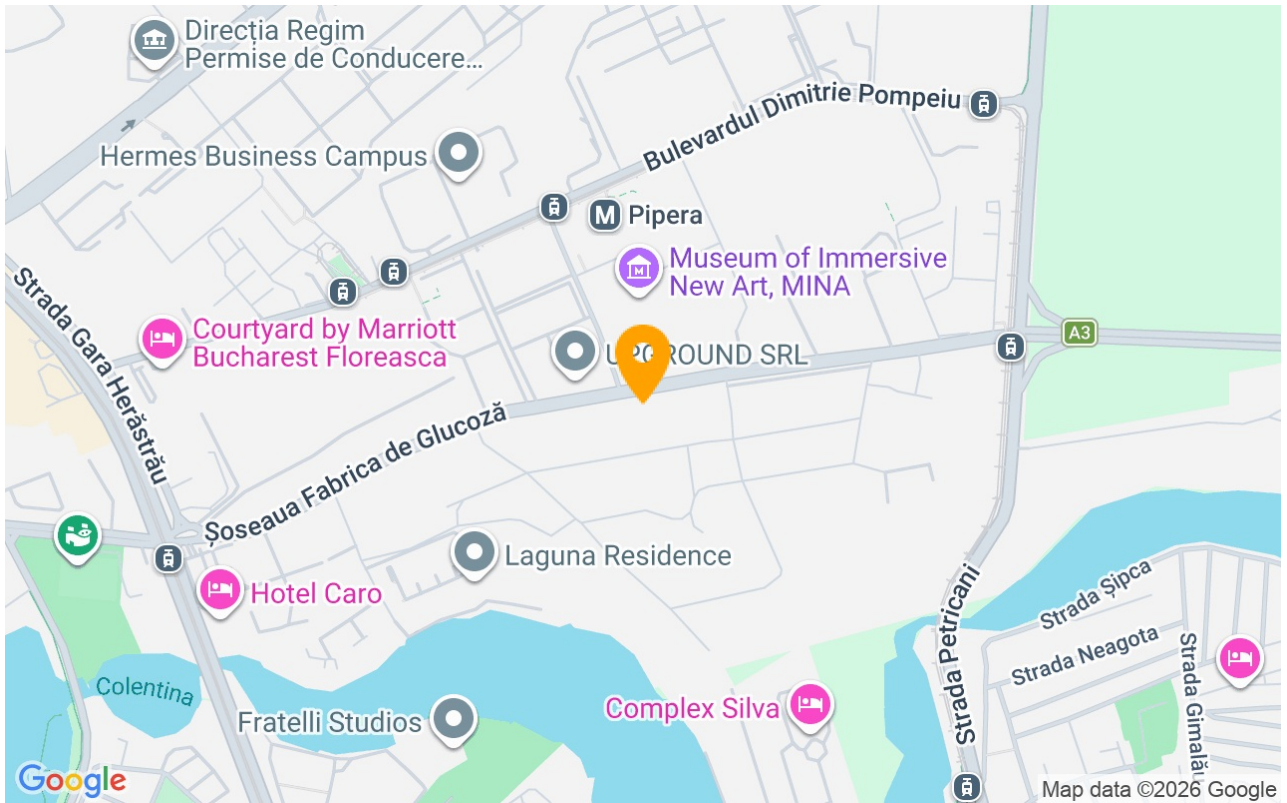 Direcția Regim
Permise de Conducere...
Bulevardul Dimitrie Pompeiu
Hermes Business Campus
M Pipera
Museum of Immersive
New Art, MINA
Strada Gara Herăstrău
Courtyard by Marriott
Bucharest Floreasca
A3
ROUND SRL
Șoseaua Fabrica de Glucoză
Laguna Residence
Hotel Caro
Strada Petricani
Strada Șipca
Strada Neagota
Colentina
Complex Silva
Fratelli Studios
Google
Map data ©2026 Google